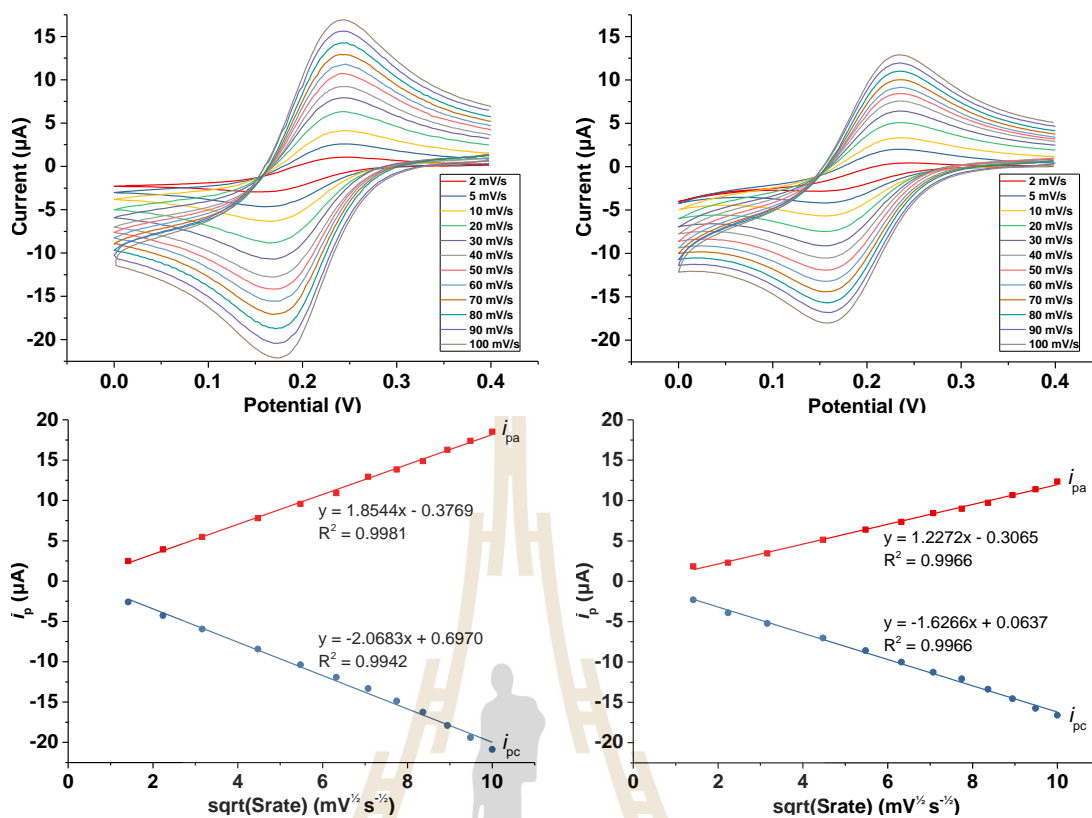 15
10
5
0
-5
-10
-15
-20
Current (µA)
2 mV/s
5 mV/s
10 mV/s
20 mV/s
30 mV/s
40 mV/s
50 mV/s
60 mV/s
70 mV/s
80 mV/s
90 mV/s
100 mV/s
0.0 0.1 0.2 0.3 0.4
Potential (V)
15
10
5
0
-5
-10
-15
-20
Current (µA)
2 mV/s
5 mV/s
10 mV/s
20 mV/s
30 mV/s
40 mV/s
50 mV/s
60 mV/s
70 mV/s
80 mV/s
90 mV/s
100 mV/s
0.0 0.1 0.2 0.3 0.4
Potential (V)
20
15
10
5
0
-5
-10
-15
-20
iₚ (µA)
i_pa
y = 1.8544x - 0.3769
R² = 0.9981
y = -2.0683x + 0.6970
R² = 0.9942
i_pc
0 2 4 6 8 10
sqrt(Srate) (mV^½ s^-½)
20
15
10
5
0
-5
-10
-15
-20
iₚ (µA)
i_pa
y = 1.2272x - 0.3065
R² = 0.9966
y = -1.6266x + 0.0637
R² = 0.9966
i_pc
0 2 4 6 8 10
sqrt(Srate) (mV^½ s^-½)